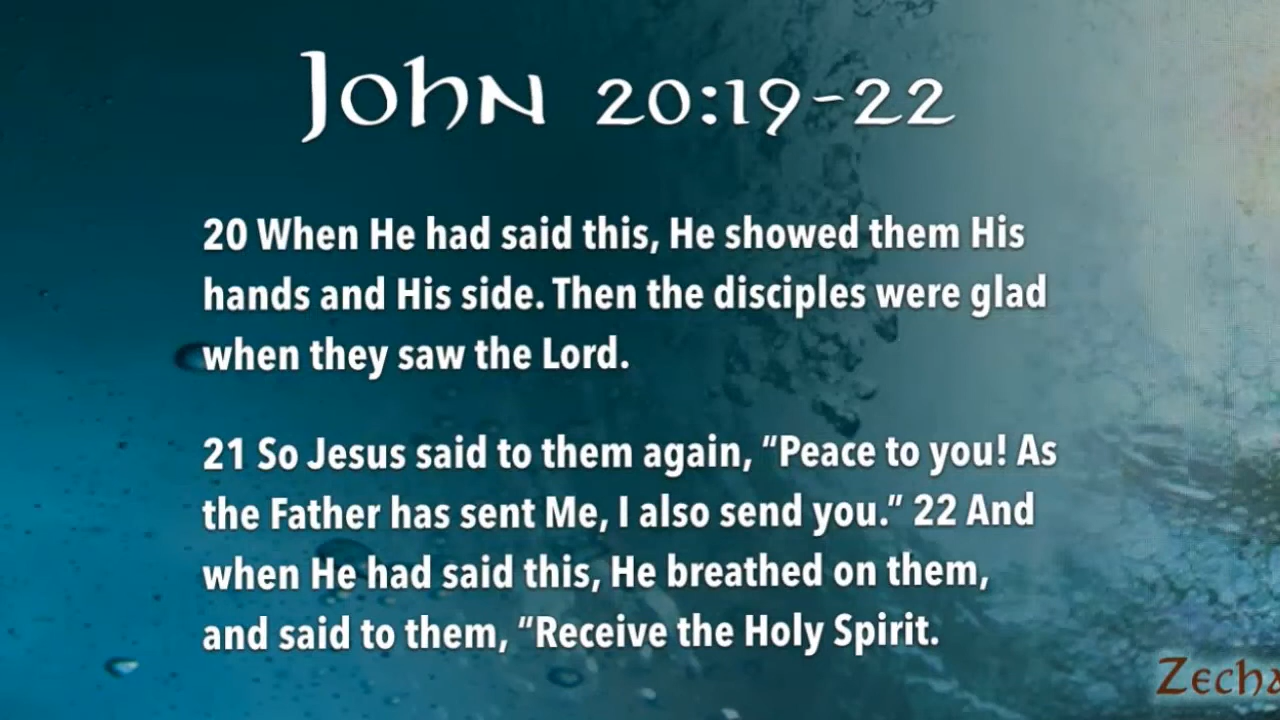 John 20:19-22
20 When He had said this, He showed them His
hands and His side. Then the disciples were glad
when they saw the Lord.
21 So Jesus said to them again, “Peace to you! As
the Father has sent Me, I also send you.” 22 And
when He had said this, He breathed on them,
and said to them, “Receive the Holy Spirit.
Zecha